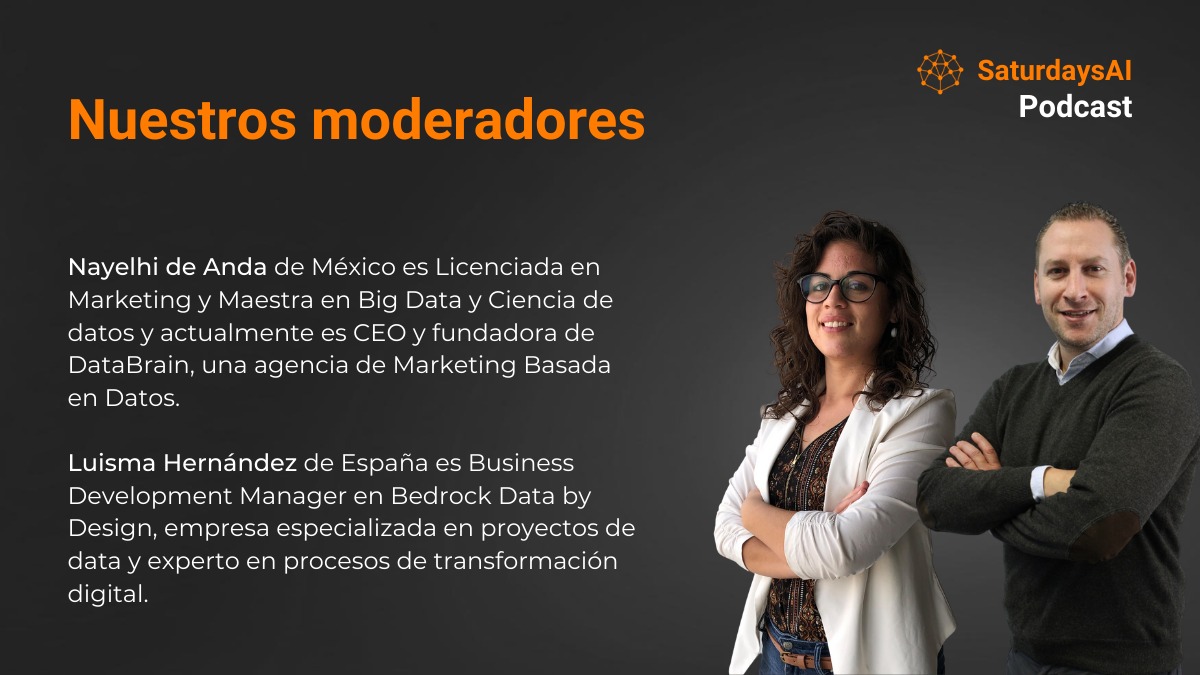 SaturdaysAI
Podcast
Nuestros moderadores
Nayelhi de Anda de México es Licenciada en
Marketing y Maestra en Big Data y Ciencia de
datos y actualmente es CEO y fundadora de
DataBrain, una agencia de Marketing Basada
en Datos.
Luisma Hernández de España es Business
Development Manager en Bedrock Data by
Design, empresa especializada en proyectos de
data y experto en procesos de transformación
digital.